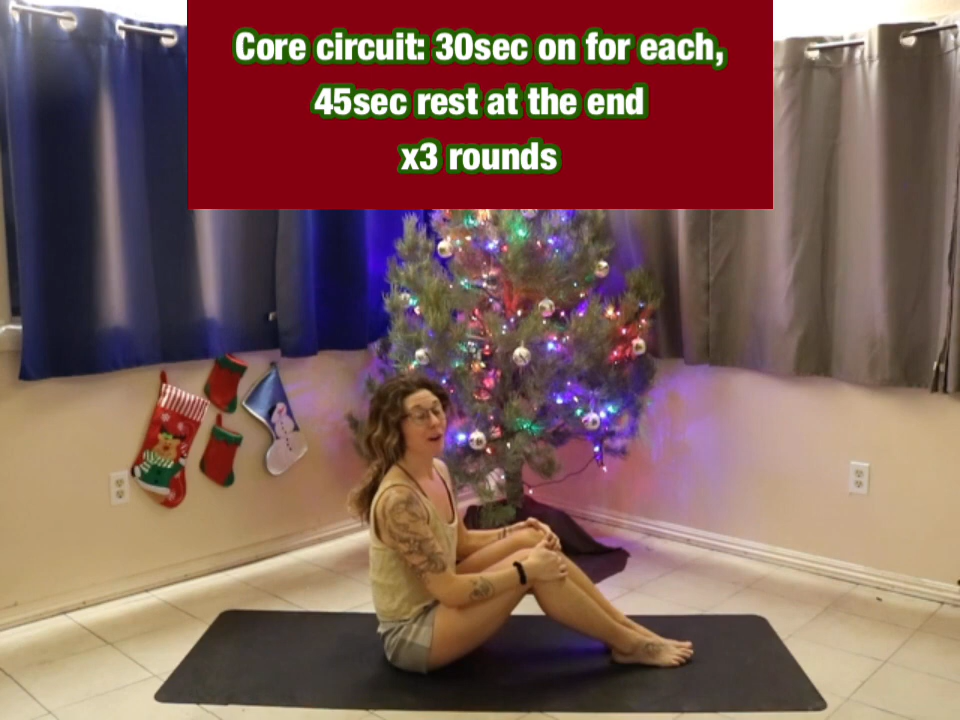 Core circuit: 30sec on for each,
45sec rest at the end
x3 rounds